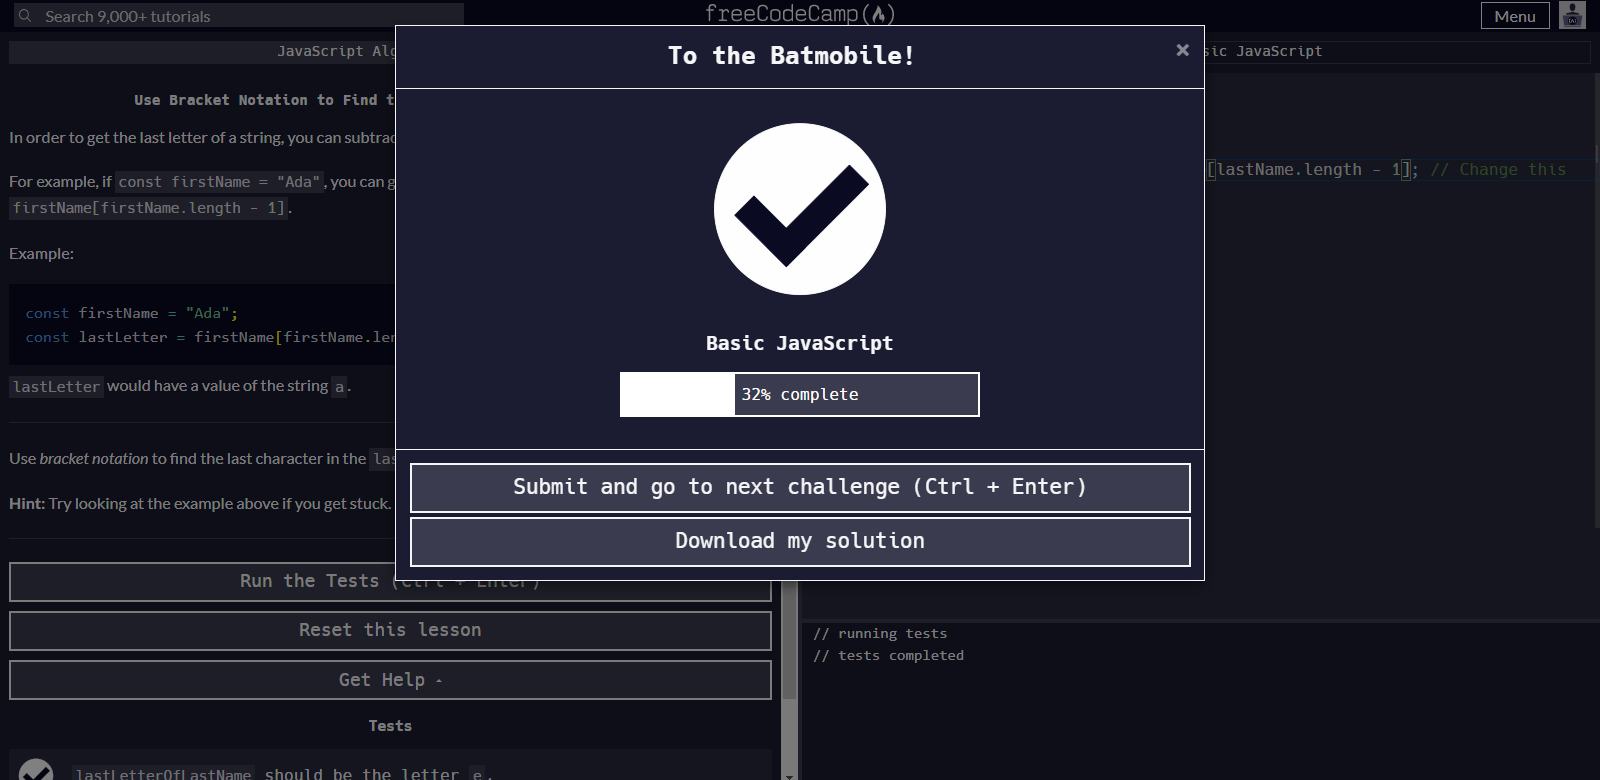 Search 9,000+ tutorials
freeCodeCamp
Menu
JavaScript Alg
sic JavaScript
To the Batmobile!
×
Use Bracket Notation to Find t
In order to get the last letter of a string, you can subtrac
For example, if const firstName = "Ada", you can g
firstName[firstName.length - 1].
Example:
const firstName = "Ada";
const lastLetter = firstName[firstName.len
lastLetter would have a value of the string a.
Use bracket notation to find the last character in the las
Hint: Try looking at the example above if you get stuck.
Run the Tests (Ctrl + Enter)
Reset this lesson
Get Help
Tests
lastLetterOfLastName should be the letter e.
Basic JavaScript
32% complete
Submit and go to next challenge (Ctrl + Enter)
Download my solution
[lastName.length - 1]; // Change this
// running tests
// tests completed